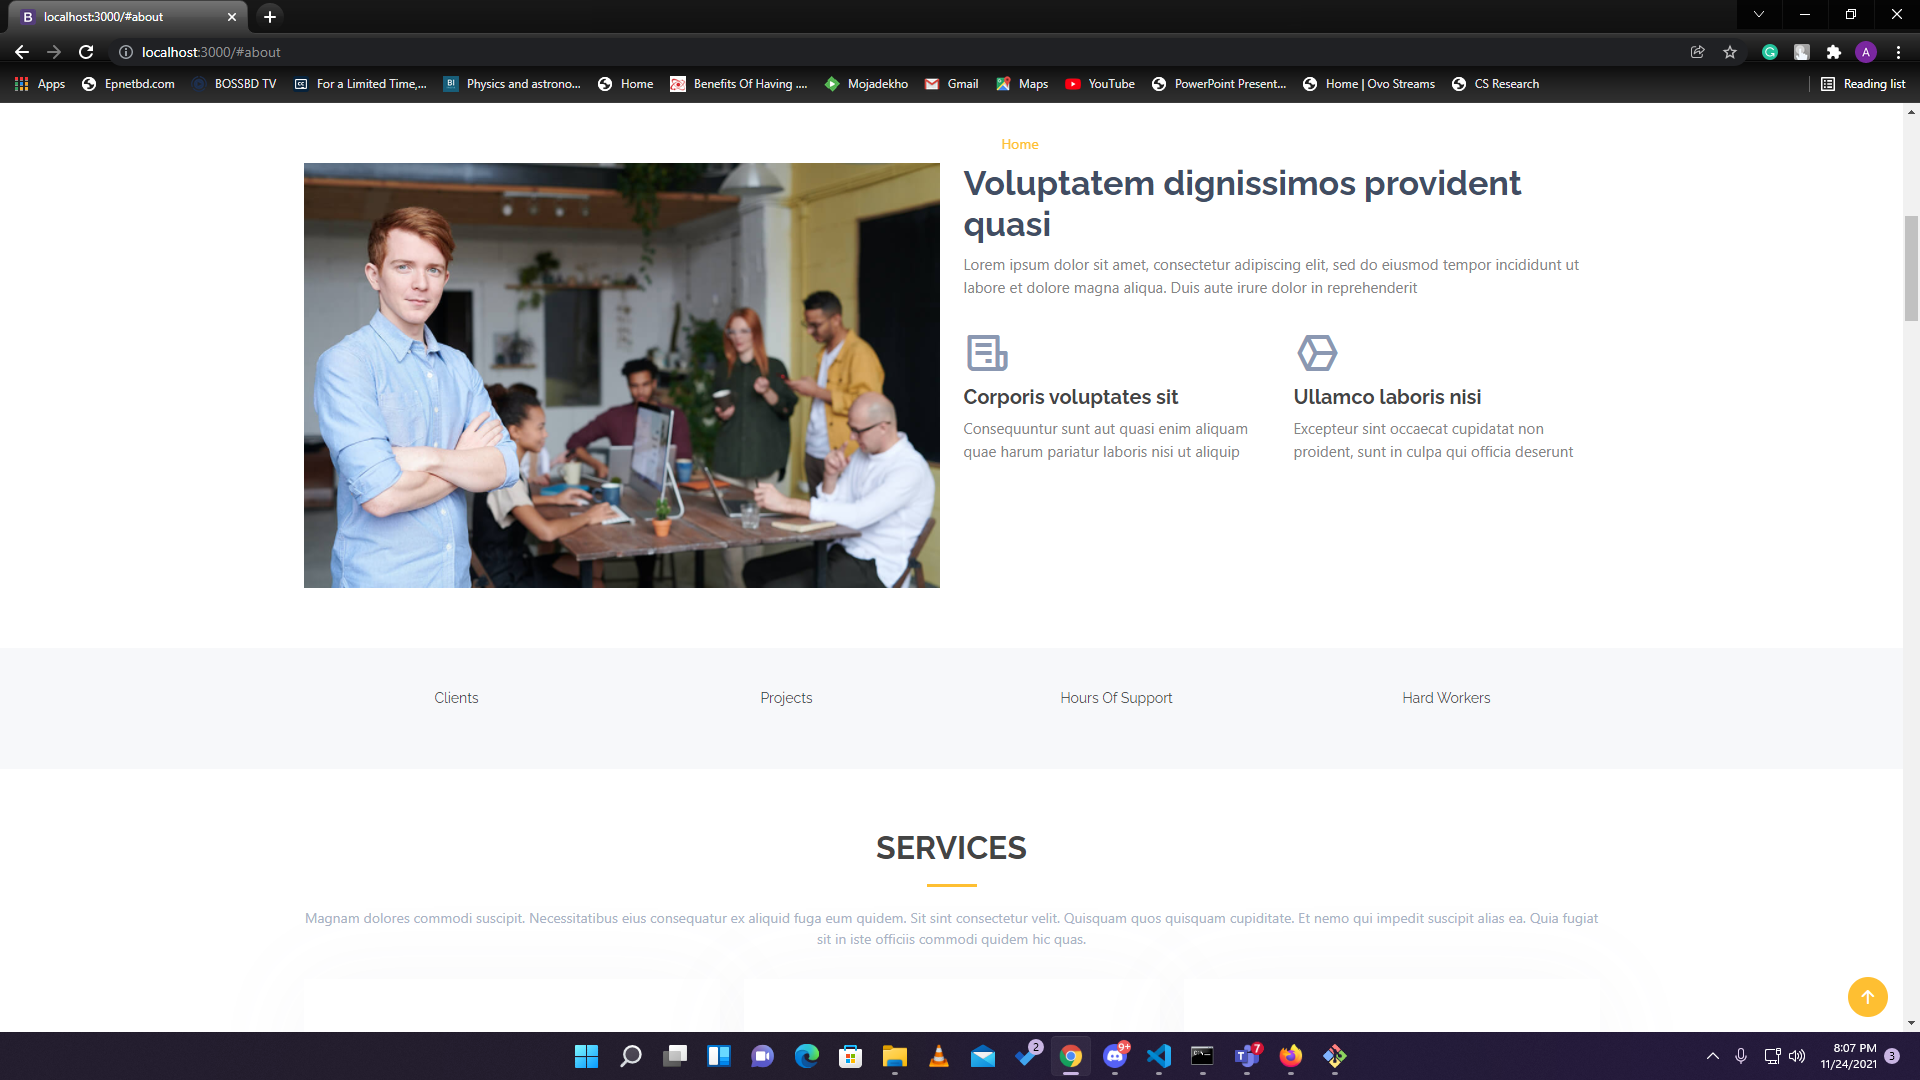 B localhost:3000/#about
localhost:3000/#about A
Apps Epnetbd.com BOSSBD TV For a Limited Time,... BI Physics and astrono... Home Benefits Of Having .... Mojadekho Gmail Maps YouTube PowerPoint Present... Home | Ovo Streams CS Research Reading list
Home
Voluptatem dignissimos provident
quasi
Lorem ipsum dolor sit amet, consectetur adipiscing elit, sed do eiusmod tempor incididunt ut
labore et dolore magna aliqua. Duis aute irure dolor in reprehenderit
Corporis voluptates sit
Consequuntur sunt aut quasi enim aliquam
quae harum pariatur laboris nisi ut aliquip
Ullamco laboris nisi
Excepteur sint occaecat cupidatat non
proident, sunt in culpa qui officia deserunt
Clients Projects Hours Of Support Hard Workers
SERVICES
Magnam dolores commodi suscipit. Necessitatibus eius consequatur ex aliquid fuga eum quidem. Sit sint consectetur velit. Quisquam quos quisquam cupiditate. Et nemo qui impedit suscipit alias ea. Quia fugiat
sit in iste officiis commodi quidem hic quas.
2 9+ T 7
8:07 PM
11/24/2021 3